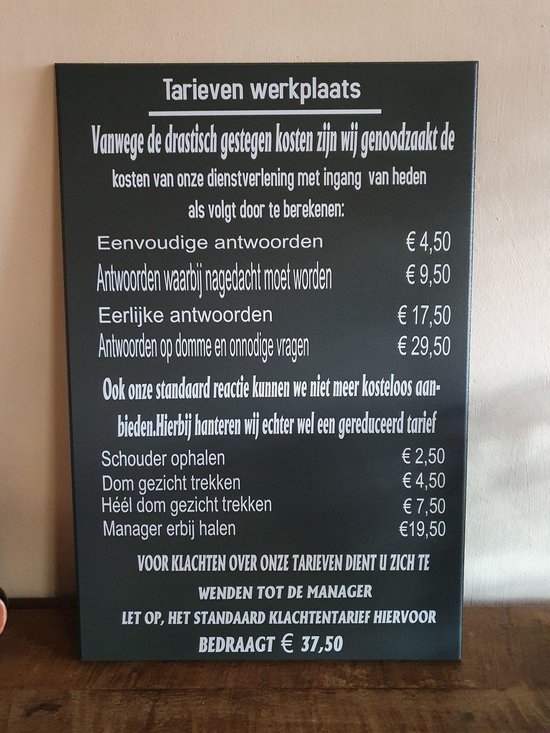 Tarieven werkplaats
Vanwege de drastisch gestegen kosten zijn wij genoodzaakt de
kosten van onze dienstverlening met ingang van heden
als volgt door te berekenen:
Eenvoudige antwoorden € 4,50
Antwoorden waarbij nagedacht moet worden € 9,50
Eerlijke antwoorden € 17,50
Antwoorden op domme en onnodige vragen € 29,50
Ook onze standaard reactie kunnen we niet meer kosteloos aan-
bieden.Hierbij hanteren wij echter wel een gereduceerd tarief
Schouder ophalen € 2,50
Dom gezicht trekken € 4,50
Héél dom gezicht trekken € 7,50
Manager erbij halen €19,50
VOOR KLACHTEN OVER ONZE TARIEVEN DIENT U ZICH TE
WENDEN TOT DE MANAGER
LET OP, HET STANDAARD KLACHTENTARIEF HIERVOOR
BEDRAAGT € 37,50